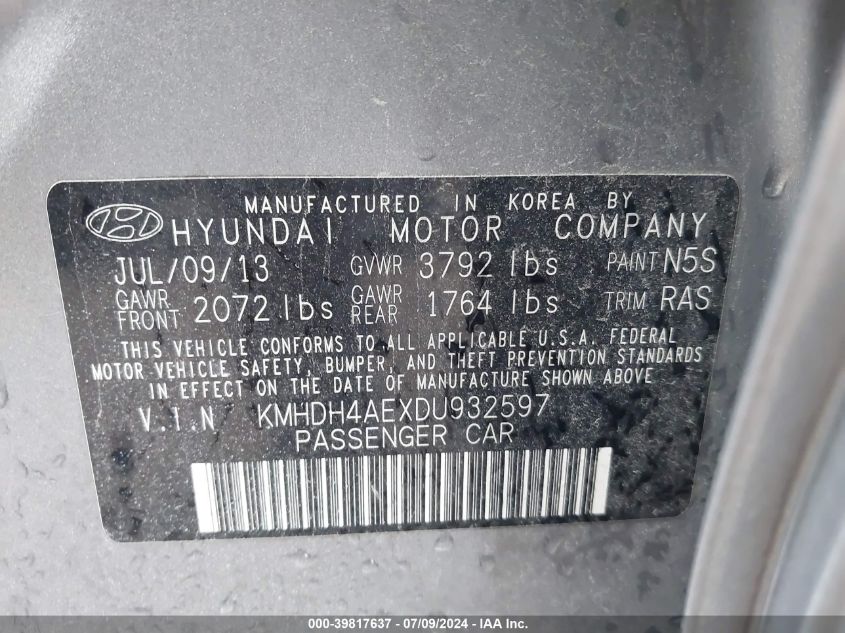 MANUFACTURED IN KOREA BY
HYUNDAI MOTOR COMPANY
JUL/09/13 GVWR 3792 lbs PAINT N5S
GAWR FRONT 2072 lbs GAWR REAR 1764 lbs TRIM RAS
THIS VEHICLE CONFORMS TO ALL APPLICABLE U.S.A. FEDERAL
MOTOR VEHICLE SAFETY, BUMPER, AND THEFT PREVENTION STANDARDS
IN EFFECT ON THE DATE OF MANUFACTURE SHOWN ABOVE
V.I.N KMHDH4AEXDU932597
PASSENGER CAR
000-39817637 - 07/09/2024 - IAA Inc.